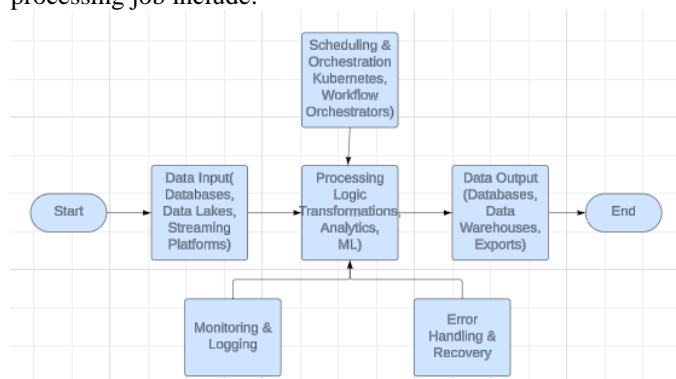 processing job include:
Scheduling &
Orchestration
Kubernetes,
Workflow
Orchestrators)
Start
Data Input(
Databases,
Data Lakes,
Streaming
Platforms)
Processing
Logic
Transformations,
Analytics,
ML)
Data Output
(Databases,
Data
Warehouses,
Exports)
End
Monitoring &
Logging
Error
Handling &
Recovery